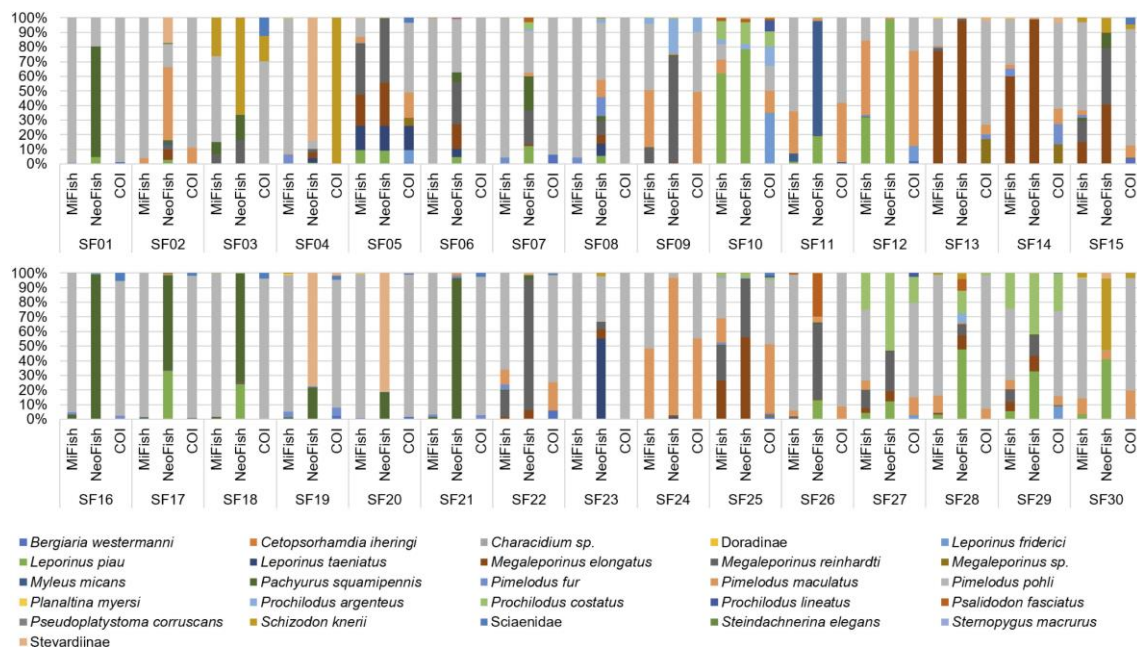 100%
90%
80%
70%
60%
50%
40%
30%
20%
10%
0%
MiFish NeoFish COI MiFish NeoFish COI MiFish NeoFish COI MiFish NeoFish COI MiFish NeoFish COI MiFish NeoFish COI MiFish NeoFish COI MiFish NeoFish COI MiFish NeoFish COI MiFish NeoFish COI MiFish NeoFish COI MiFish NeoFish COI MiFish NeoFish COI MiFish NeoFish COI MiFish NeoFish COI
SF01 SF02 SF03 SF04 SF05 SF06 SF07 SF08 SF09 SF10 SF11 SF12 SF13 SF14 SF15
100%
90%
80%
70%
60%
50%
40%
30%
20%
10%
0%
MiFish NeoFish COI MiFish NeoFish COI MiFish NeoFish COI MiFish NeoFish COI MiFish NeoFish COI MiFish NeoFish COI MiFish NeoFish COI MiFish NeoFish COI MiFish NeoFish COI MiFish NeoFish COI MiFish NeoFish COI MiFish NeoFish COI MiFish NeoFish COI MiFish NeoFish COI MiFish NeoFish COI
SF16 SF17 SF18 SF19 SF20 SF21 SF22 SF23 SF24 SF25 SF26 SF27 SF28 SF29 SF30
Bergiaria westermanni Cetopsorhamdia iheringi Characidium sp. Doradinae Leporinus friderici
Leporinus piau Leporinus taeniatus Megaleporinus elongatus Megaleporinus reinhardti Megaleporinus sp.
Myleus micans Pachyurus squamipennis Pimelodus fur Pimelodus maculatus Pimelodus pohli
Planaltina myersi Prochilodus argenteus Prochilodus costatus Prochilodus lineatus Psalidodon fasciatus
Pseudoplatystoma corruscans Schizodon knerii Sciaenidae Steindachnerina elegans Sternopygus macrurus
Stevardiinae